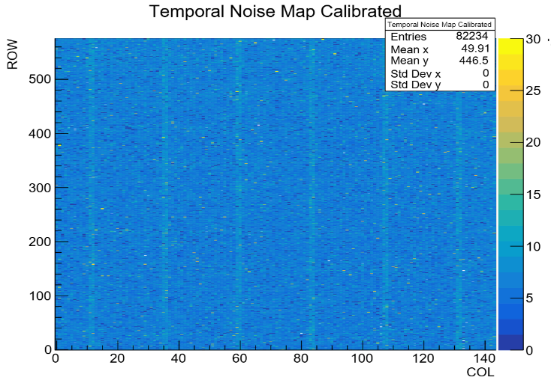 Temporal Noise Map Calibrated
Temporal Noise Map Calibrated
Entries 82234
Mean x 49.91
Mean y 446.5
Std Dev x 0
Std Dev y 0
ROW
500
400
300
200
100
0
0 20 40 60 80 100 120 140
COL
30
25
20
15
10
5
0